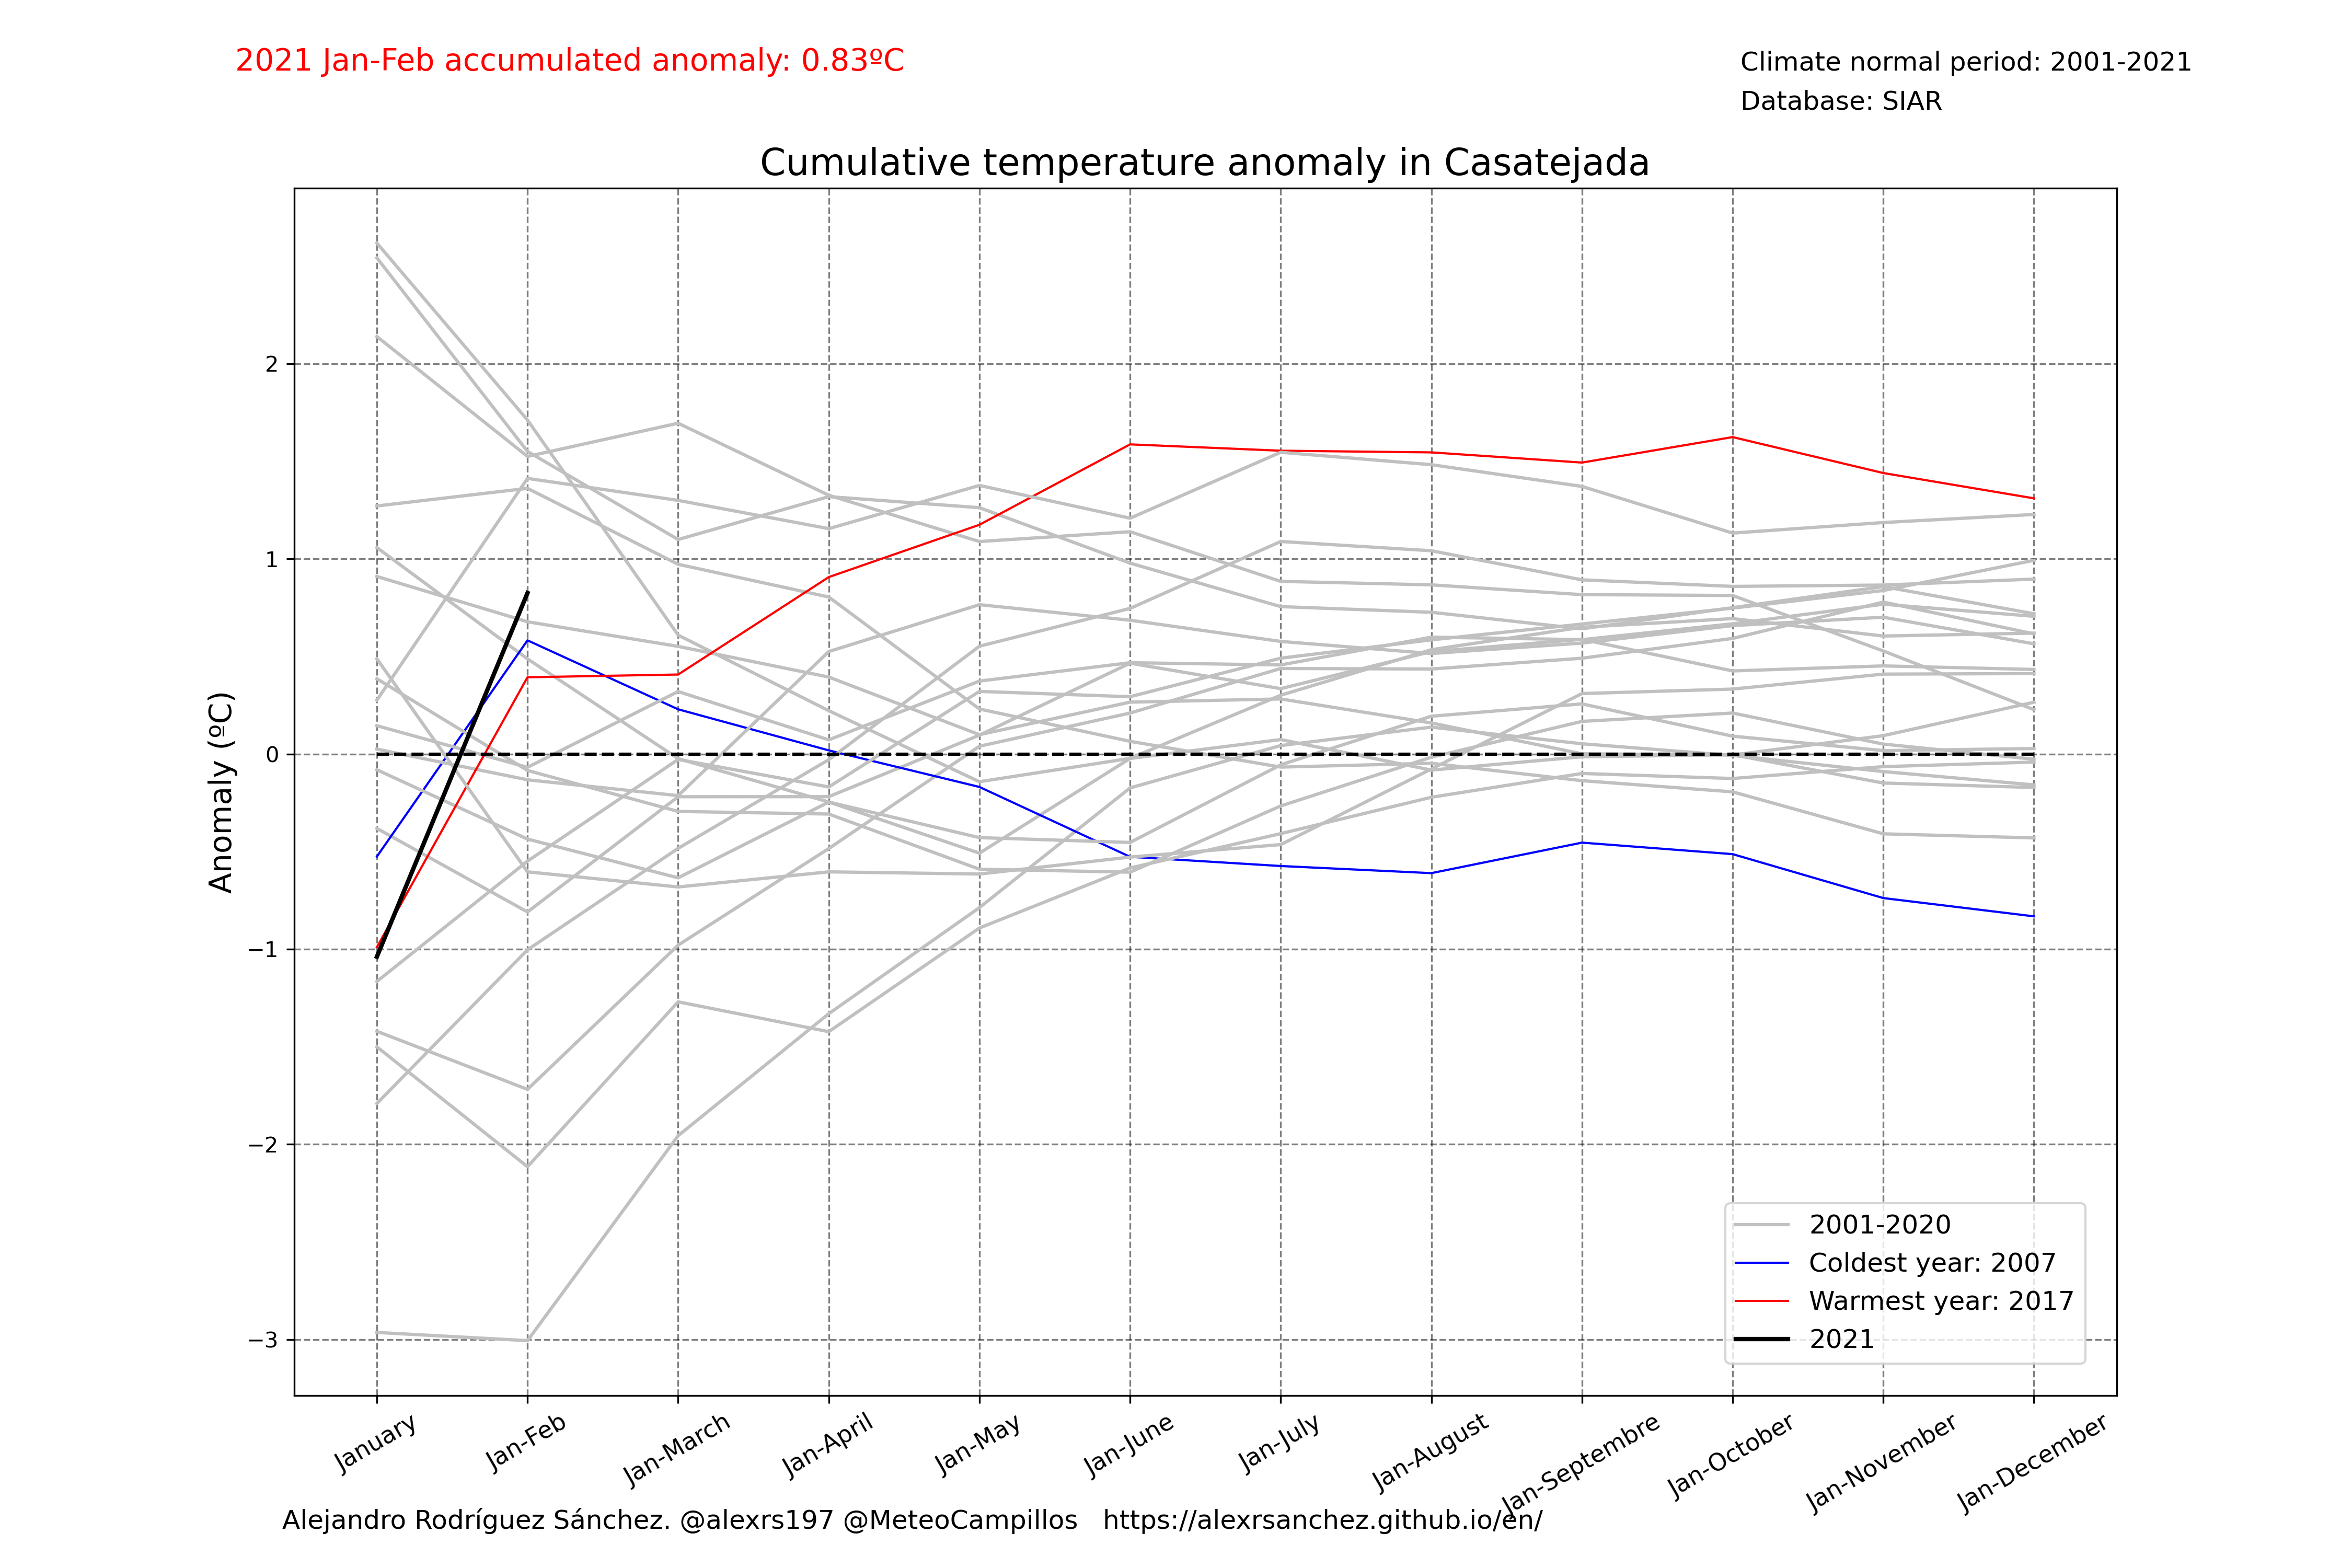 2021 Jan-Feb accumulated anomaly: 0.83ºC
Climate normal period: 2001-2021
Database: SIAR
Cumulative temperature anomaly in Casatejada
Anomaly (ºC)
2
1
0
−1
−2
−3
2001-2020
Coldest year: 2007
Warmest year: 2017
2021
January
Jan-Feb
Jan-March
Jan-April
Jan-May
Jan-June
Jan-July
Jan-August
Jan-Septembre
Jan-October
Jan-November
Jan-December
Alejandro Rodríguez Sánchez. @alexrs197 @MeteoCampillos   https://alexrsanchez.github.io/en/